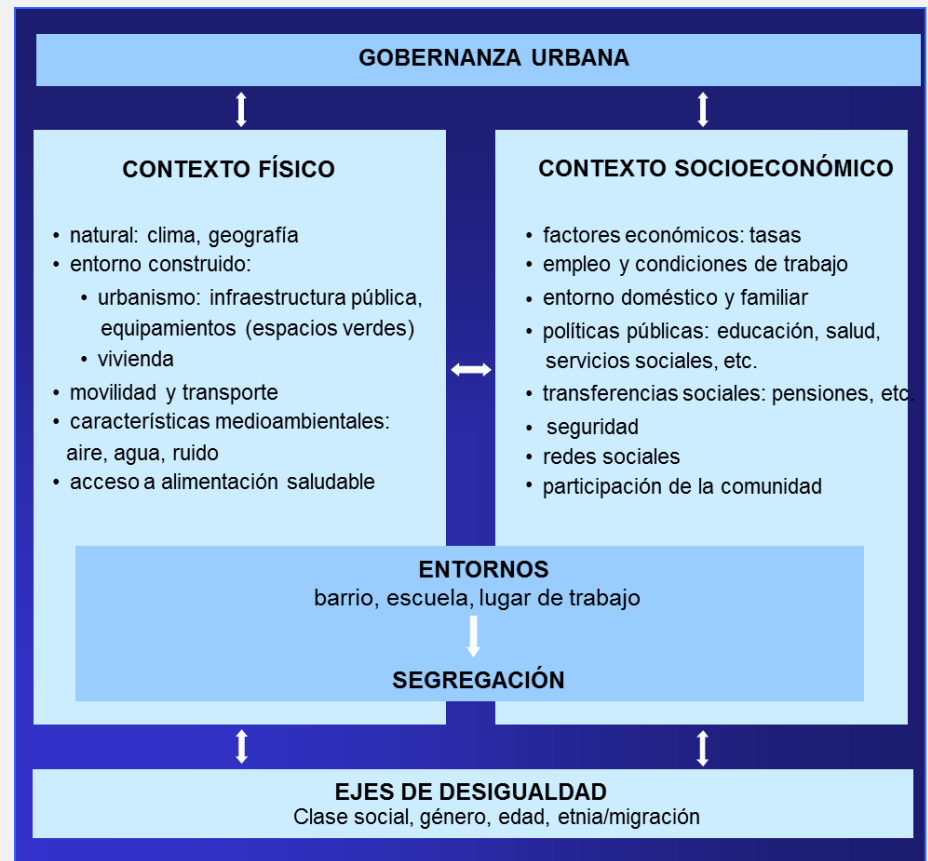 GOBERNANZA URBANA
CONTEXTO FÍSICO
• natural: clima, geografía
• entorno construido:
• urbanismo: infraestructura pública,
equipamientos (espacios verdes)
• vivienda
• movilidad y transporte
• características medioambientales:
aire, agua, ruido
• acceso a alimentación saludable
CONTEXTO SOCIOECONÓMICO
• factores económicos: tasas
• empleo y condiciones de trabajo
• entorno doméstico y familiar
• políticas públicas: educación, salud,
servicios sociales, etc.
• transferencias sociales: pensiones, etc.
• seguridad
• redes sociales
• participación de la comunidad
ENTORNOS
barrio, escuela, lugar de trabajo
SEGREGACIÓN
EJES DE DESIGUALDAD
Clase social, género, edad, etnia/migración